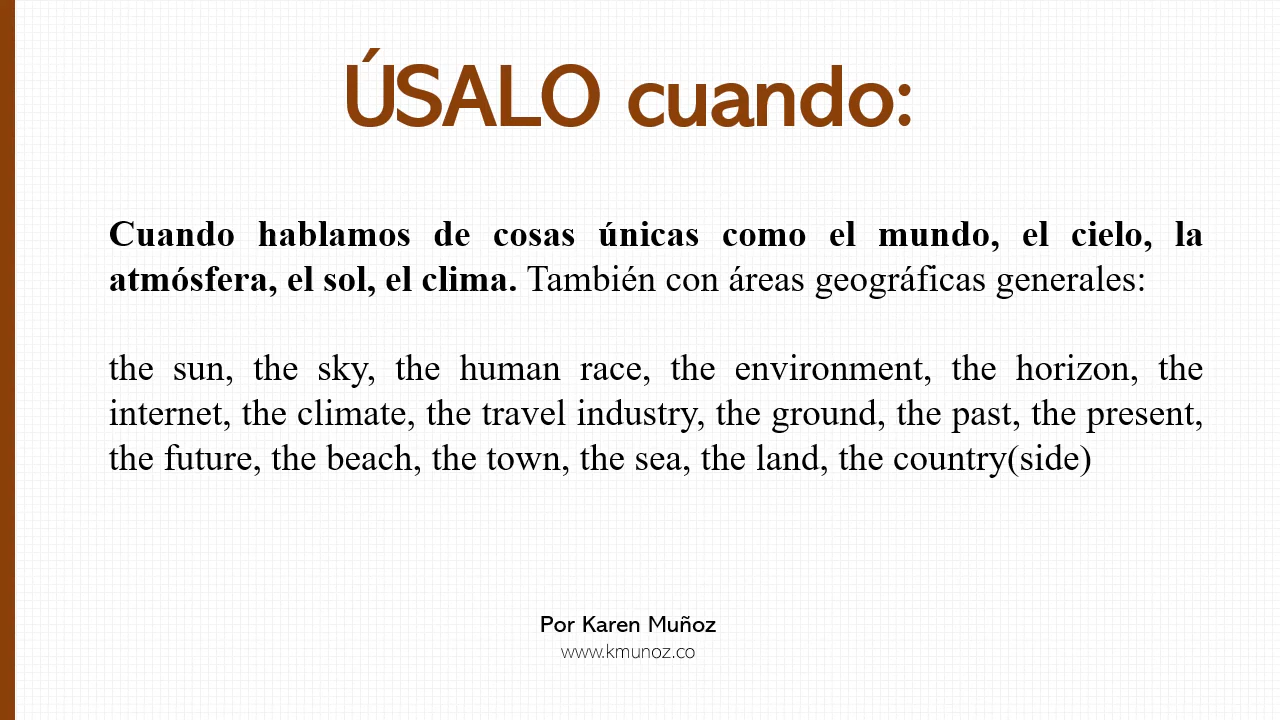 ÚSALO cuando:
Cuando hablamos de cosas únicas como el mundo, el cielo, la
atmósfera, el sol, el clima. También con áreas geográficas generales:
the sun, the sky, the human race, the environment, the horizon, the
internet, the climate, the travel industry, the ground, the past, the present,
the future, the beach, the town, the sea, the land, the country(side)
Por Karen Muñoz
www.kmunoz.co